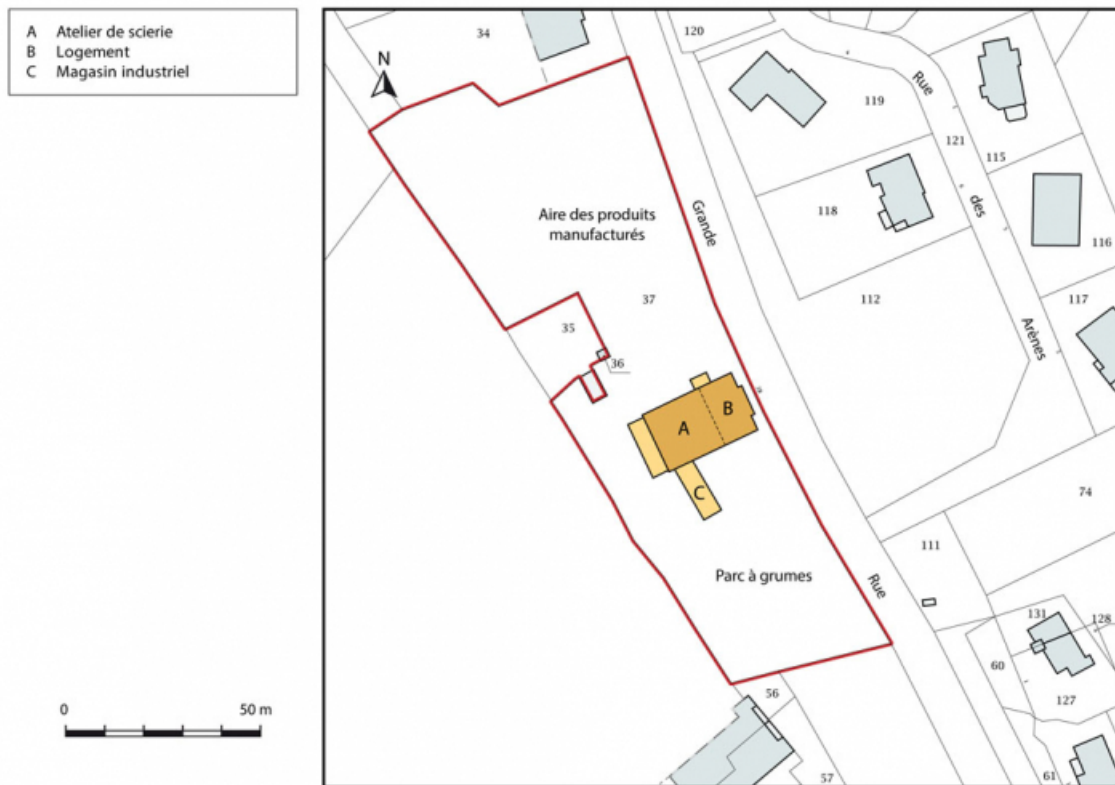 A Atelier de scierie
B Logement
C Magasin industriel
N
34
120
119
Rue
121
115
Aire des produits
manufacturés
Grande
118
des
116
35
37
112
117
36
Arènes
A
B
C
74
Parc à grumes
Rue
111
131
128
60
56
127
57
61
0
50 m